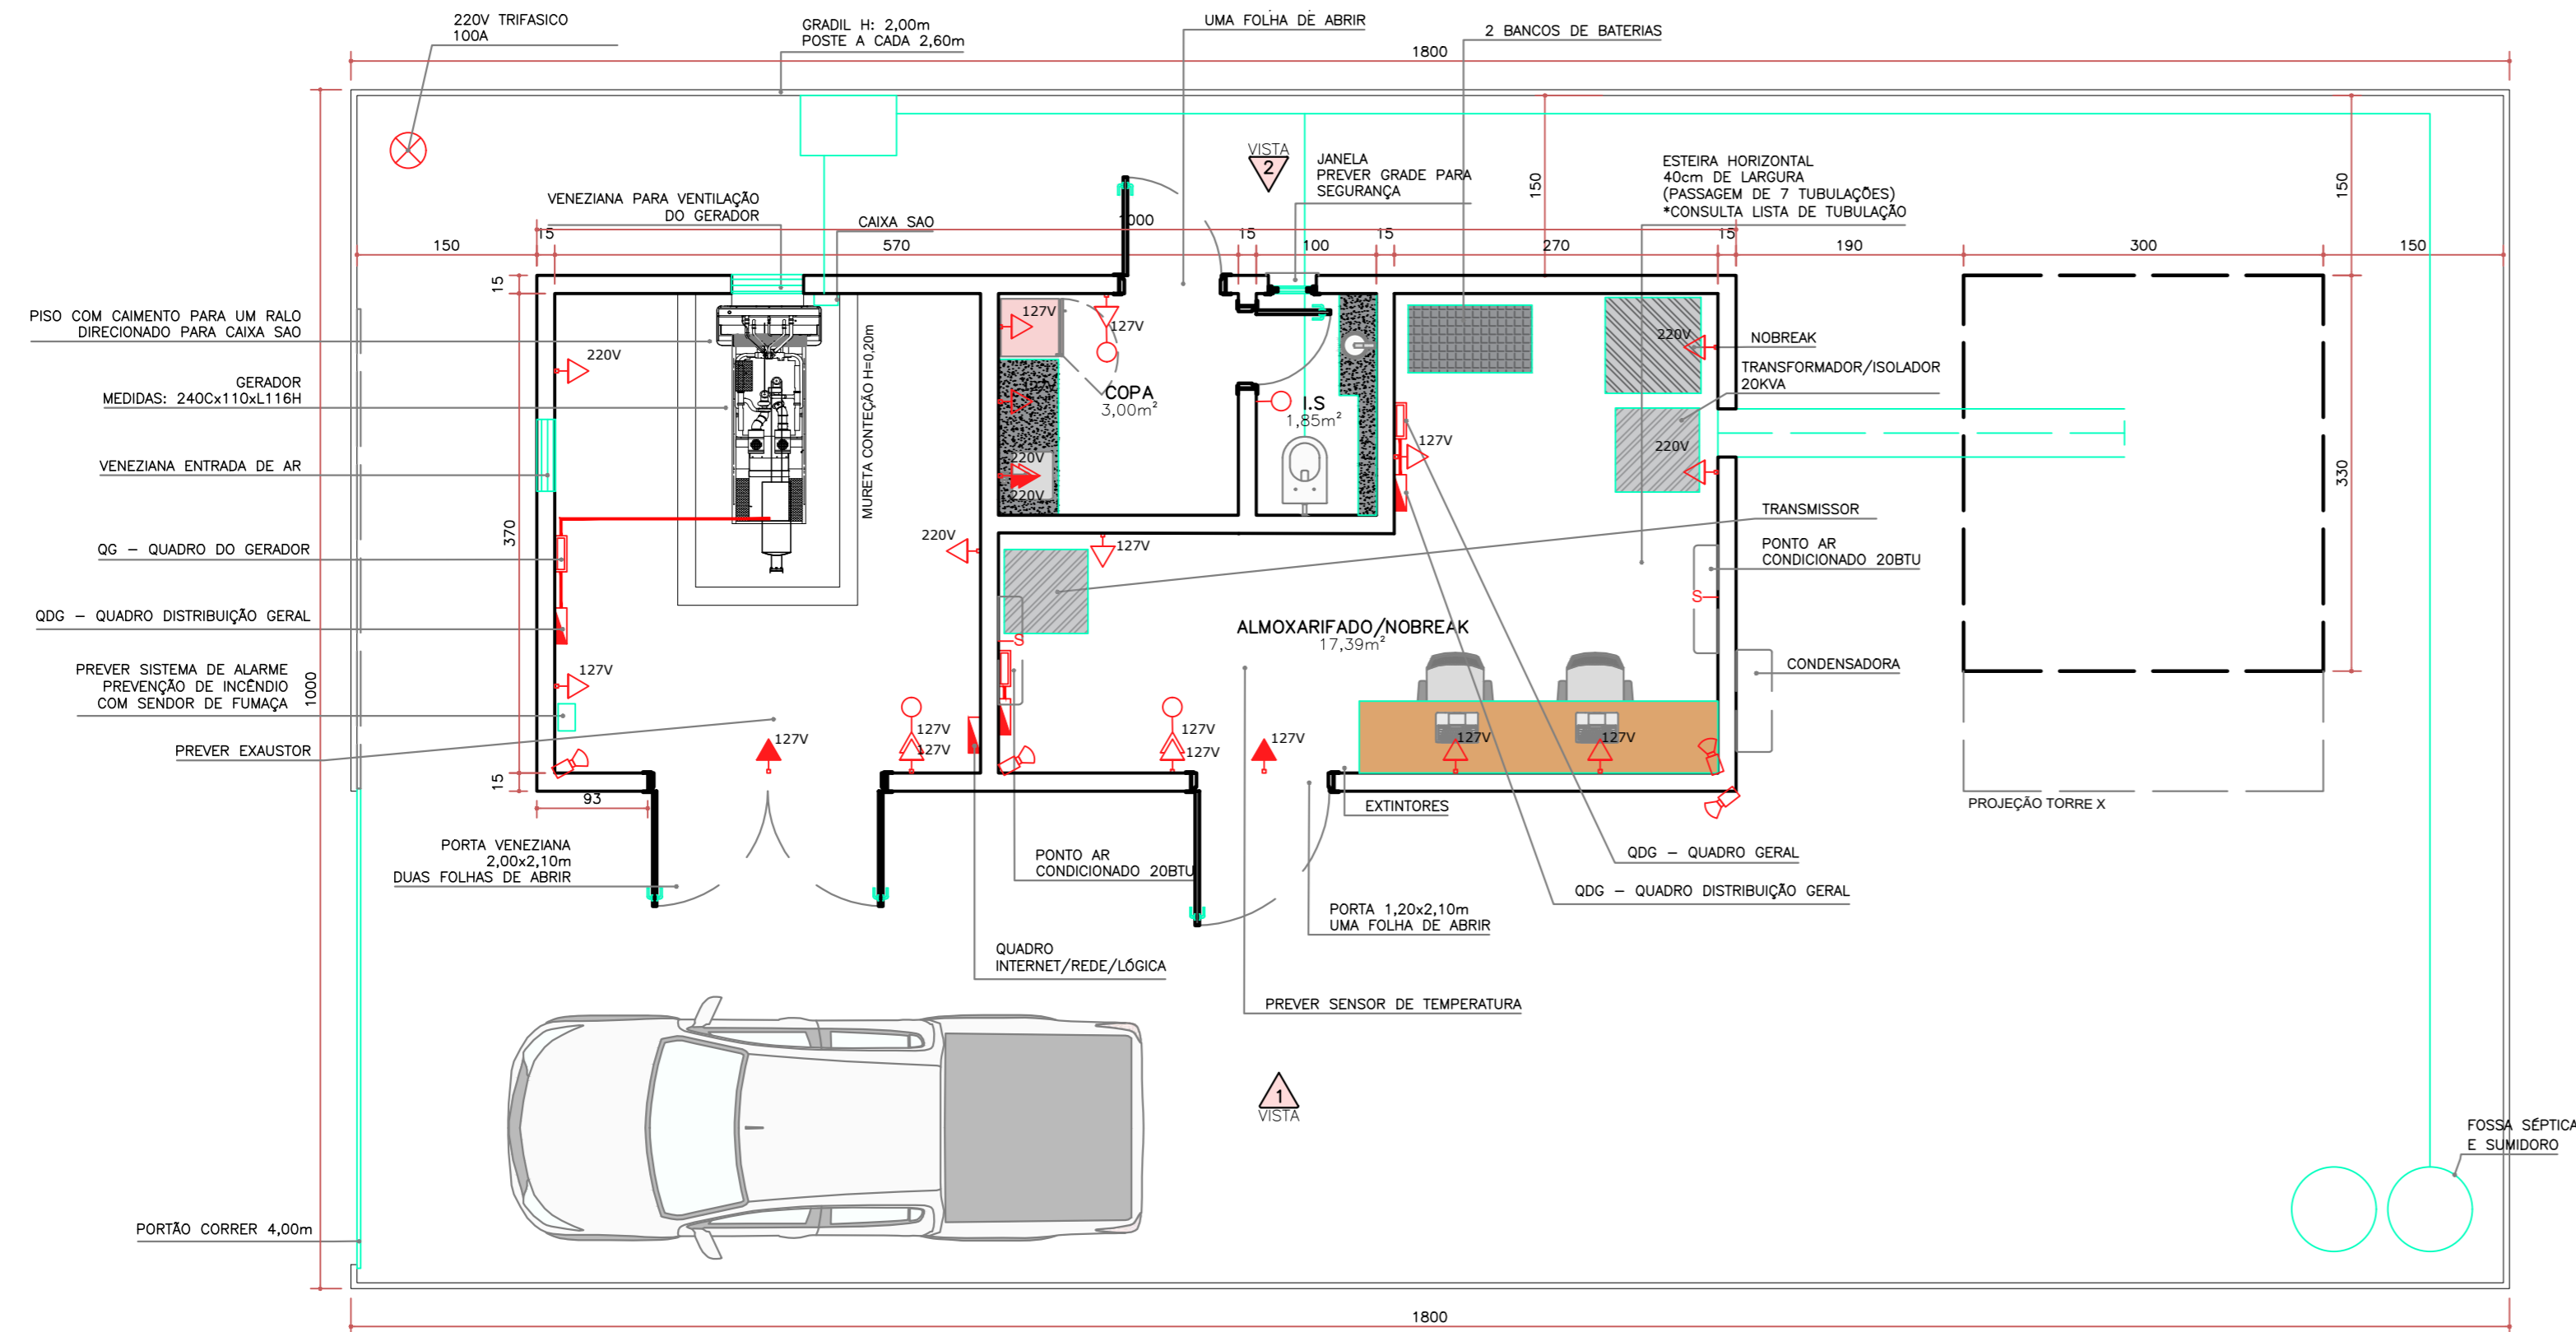 220V TRIFASICO
100A
GRADIL H: 2,00m
POSTE A CADA 2,60m
UMA FOLHA DE ABRIR
2 BANCOS DE BATERIAS
1800
VISTA
2
JANELA
PREVER GRADE PARA
SEGURANÇA
150
ESTEIRA HORIZONTAL
40cm DE LARGURA
(PASSAGEM DE 7 TUBULAÇÕES)
*CONSULTA LISTA DE TUBULAÇÃO
150
VENEZIANA PARA VENTILAÇÃO
DO GERADOR
CAIXA SAO
1000
150
15
570
15
100
15
270
15
190
300
150
15
PISO COM CAIMENTO PARA UM RALO
DIRECIONADO PARA CAIXA SAO
GERADOR
MEDIDAS: 240Cx110xL116H
VENEZIANA ENTRADA DE AR
QG – QUADRO DO GERADOR
QDG – QUADRO DISTRIBUIÇÃO GERAL
PREVER SISTEMA DE ALARME
PREVENÇÃO DE INCÊNDIO
COM SENDOR DE FUMAÇA
PREVER EXAUSTOR
1000
370
15
93
220V
127V
MURETA CONTEÇÃO H=0,20m
220V
127V
127V
127V
127V
127V
COPA
3,00m²
220V
220V
I.S
1,85m²
127V
127V
220V
220V
NOBREAK
TRANSFORMADOR/ISOLADOR
20KVA
TRANSMISSOR
PONTO AR
CONDICIONADO 20BTU
S
S
ALMOXARIFADO/NOBREAK
17,39m²
CONDENSADORA
330
127V
127V
127V
127V
127V
PROJEÇÃO TORRE X
EXTINTORES
PORTA VENEZIANA
2,00x2,10m
DUAS FOLHAS DE ABRIR
PONTO AR
CONDICIONADO 20BTU
QDG – QUADRO GERAL
QDG – QUADRO DISTRIBUIÇÃO GERAL
PORTA 1,20x2,10m
UMA FOLHA DE ABRIR
QUADRO
INTERNET/REDE/LÓGICA
PREVER SENSOR DE TEMPERATURA
1
VISTA
FOSSA SÉPTICA
E SUMIDORO
PORTÃO CORRER 4,00m
1800